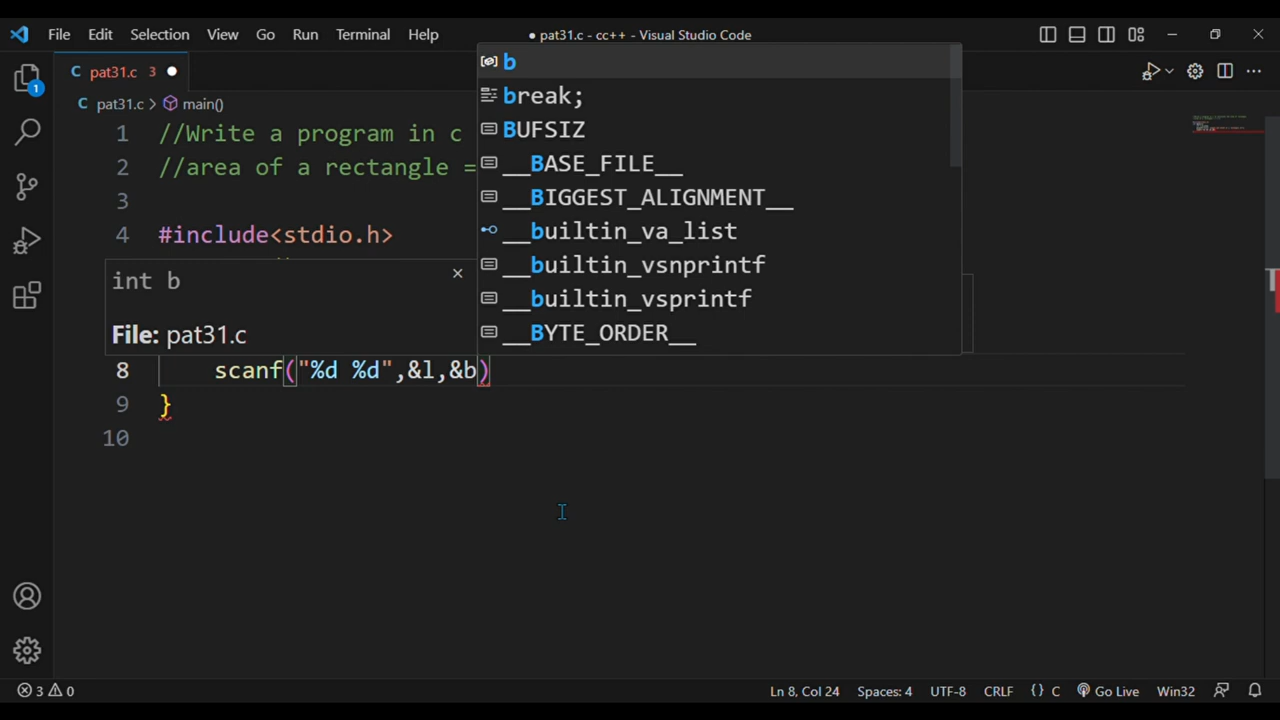 File Edit Selection View Go Run Terminal Help
● pat31.c - cc++ - Visual Studio Code
C pat31.c 3 ●
C pat31.c > main()
1 //Write a program in c
2 //area of a rectangle =
3
4 #include<stdio.h>
int b
File: pat31.c
b
break;
BUFSIZ
__BASE_FILE__
__BIGGEST_ALIGNMENT__
__builtin_va_list
__builtin_vsnprintf
__builtin_vsprintf
__BYTE_ORDER__
8 scanf("%d %d",&l,&b)
9 }
10
1
3 0 Ln 8, Col 24 Spaces: 4 UTF-8 CRLF {} C Go Live Win32